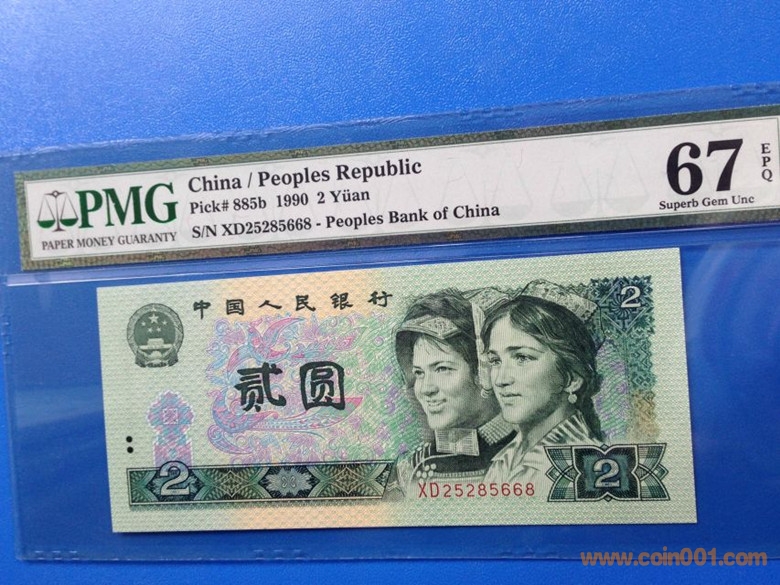 PMG
PAPER MONEY GUARANTY
China / Peoples Republic
Pick# 885b 1990 2 Yüan
S/N XD25285668 - Peoples Bank of China
67
EPQ
Superb Gem Unc
中国人民银行
2
贰圆
2
XD25285668
2
www.coin001.com